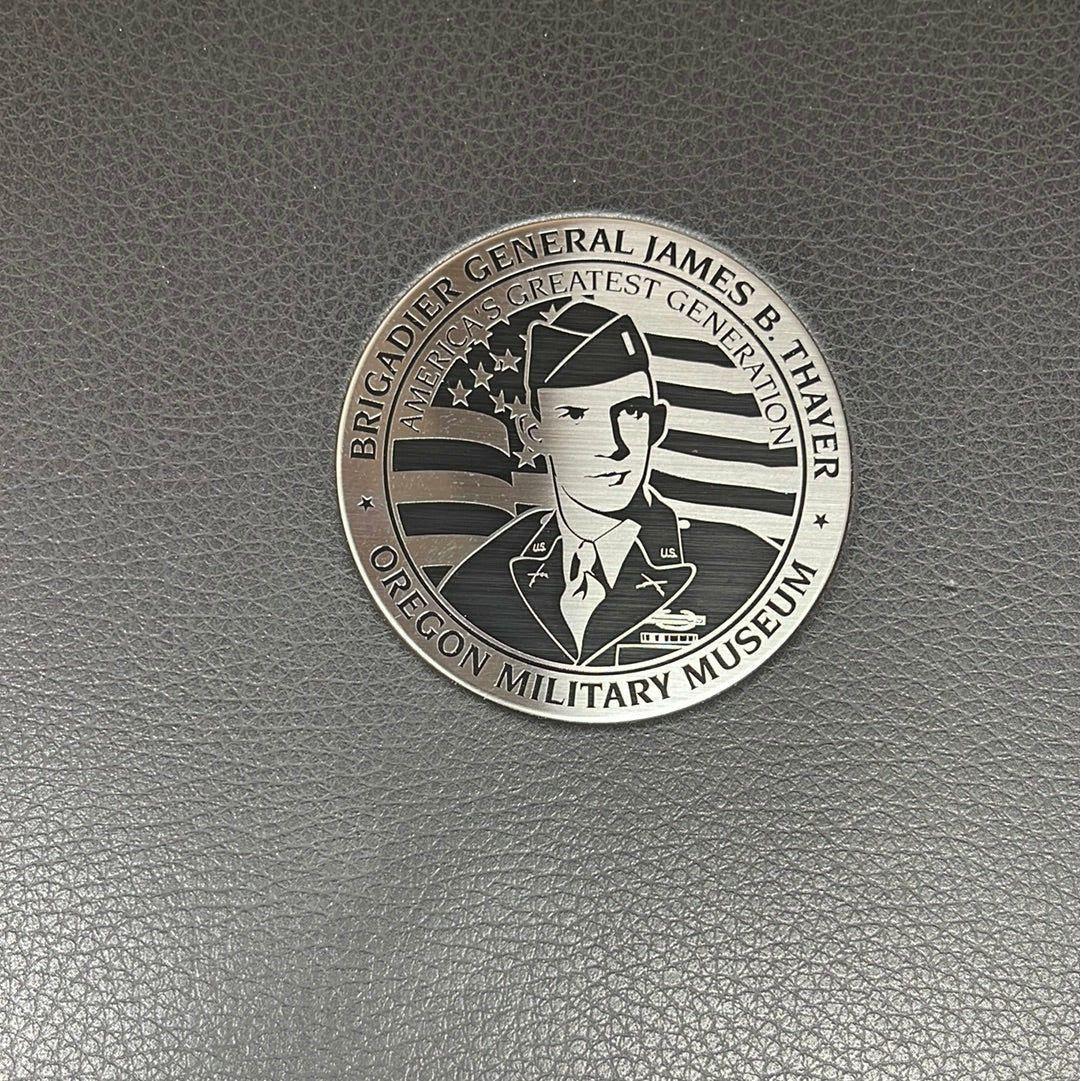 BRIGADIER GENERAL JAMES B. THAYER
AMERICA'S GREATEST GENERATION
U.S. U.S.
OREGON MILITARY MUSEUM